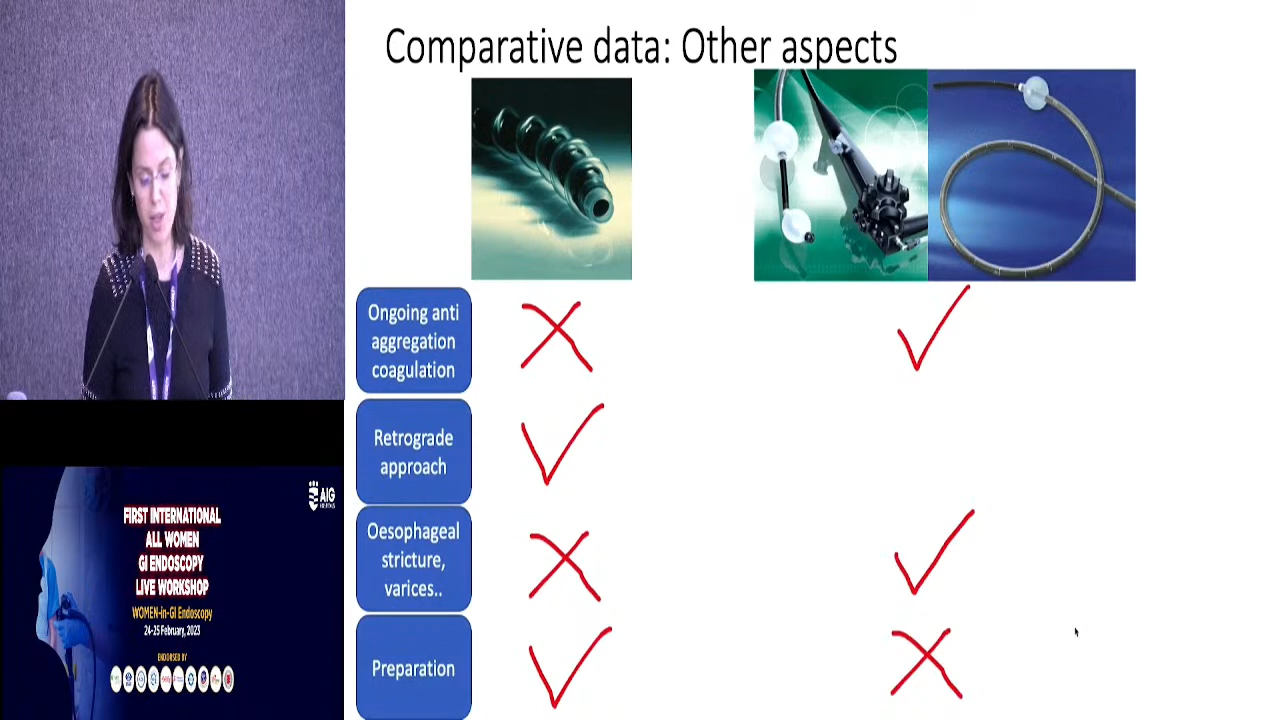 Comparative data: Other aspects
Ongoing anti
aggregation
coagulation
Retrograde
approach
Oesophageal
stricture,
varices..
Preparation
AIG
HOSPITALS
FIRST INTERNATIONAL
ALL WOMEN
GI ENDOSCOPY
LIVE WORKSHOP
WOMEN-in-GI Endoscopy
24-25 February, 2023
ENDORSED BY